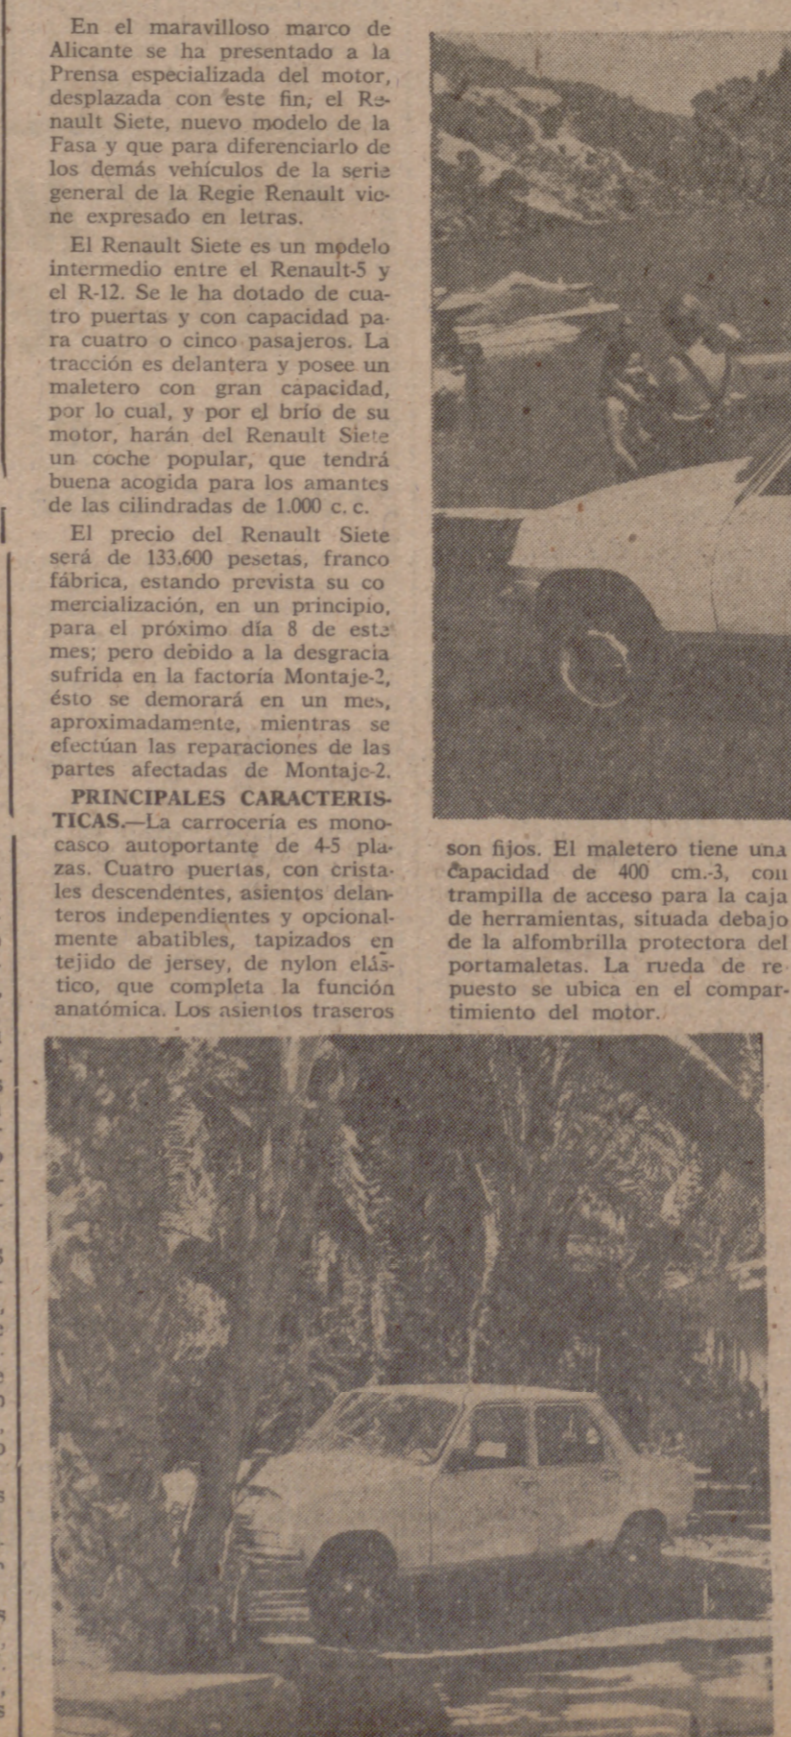 En el maravilloso marco de
Alicante se ha presentado a la
Prensa especializada del motor,
desplazada con este fin, el Re-
nault Siete, nuevo modelo de la
Fasa y que para diferenciarlo de
los demás vehículos de la serie
general de la Regie Renault vie-
ne expresado en letras.
El Renault Siete es un modelo
intermedio entre el Renault-5 y
el R-12. Se le ha dotado de cua-
tro puertas y con capacidad pa-
ra cuatro o cinco pasajeros. La
tracción es delantera y posee un
maletero con gran capacidad,
por lo cual, y por el brío de su
motor, harán del Renault Siete
un coche popular, que tendrá
buena acogida para los amantes
de las cilindradas de 1.000 c. c.
El precio del Renault Siete
será de 133.600 pesetas, franco
fábrica, estando prevista su co
mercialización, en un principio,
para el próximo día 8 de este
mes; pero debido a la desgracia
sufrida en la factoría Montaje-2,
ésto se demorará en un mes,
aproximadamente, mientras se
efectúan las reparaciones de las
partes afectadas de Montaje-2.
PRINCIPALES CARACTERIS-
TICAS.—La carrocería es mono-
casco autoportante de 4-5 pla-
zas. Cuatro puertas, con crista-
les descendentes, asientos delan-
teros independientes y opcional-
mente abatibles, tapizados en
tejido de jersey, de nylon elás-
tico, que completa la función
anatómica. Los asientos traseros
son fijos. El maletero tiene una
capacidad de 400 cm.-3, con
trampilla de acceso para la caja
de herramientas, situada debajo
de la alfombrilla protectora del
portamaletas. La rueda de re
puesto se ubica en el compar-
timiento del motor.